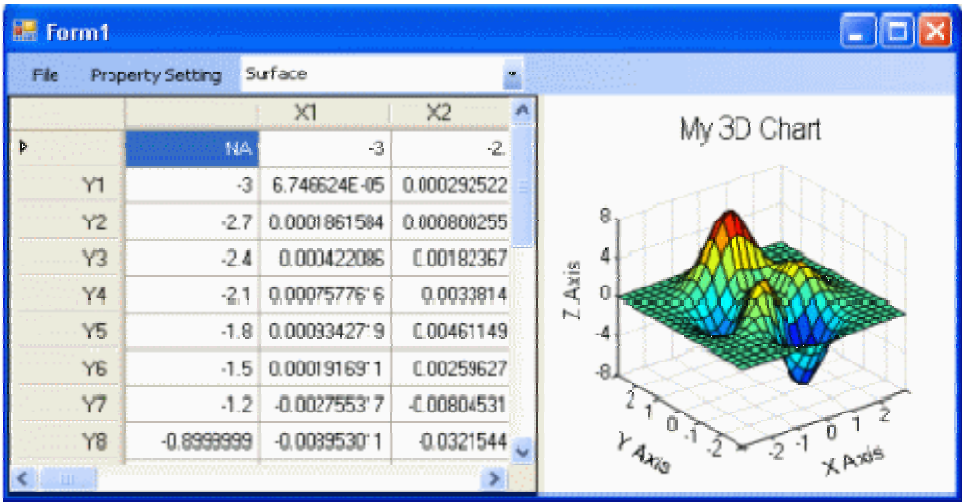 Form1
File Property Setting Surface
X1 X2
NA -3 -2.
Y1 -3 6.746624E-05 0.000292522
Y2 -2.7 0.0001861584 0.000800255
Y3 -2.4 0.000422086 0.00182367
Y4 -2.1 0.0033814
Y5 -1.8 0.00461149
Y6 -1.5 0.00259627
Y7 -1.2 -0.00804531
Y8 -0.8999999 -0.0321544
My 3D Chart
Z Axis
8
4
0
-4
-8
2 1 0 -1 -2
Y Axis
-2 -1 0 1 2
X Axis